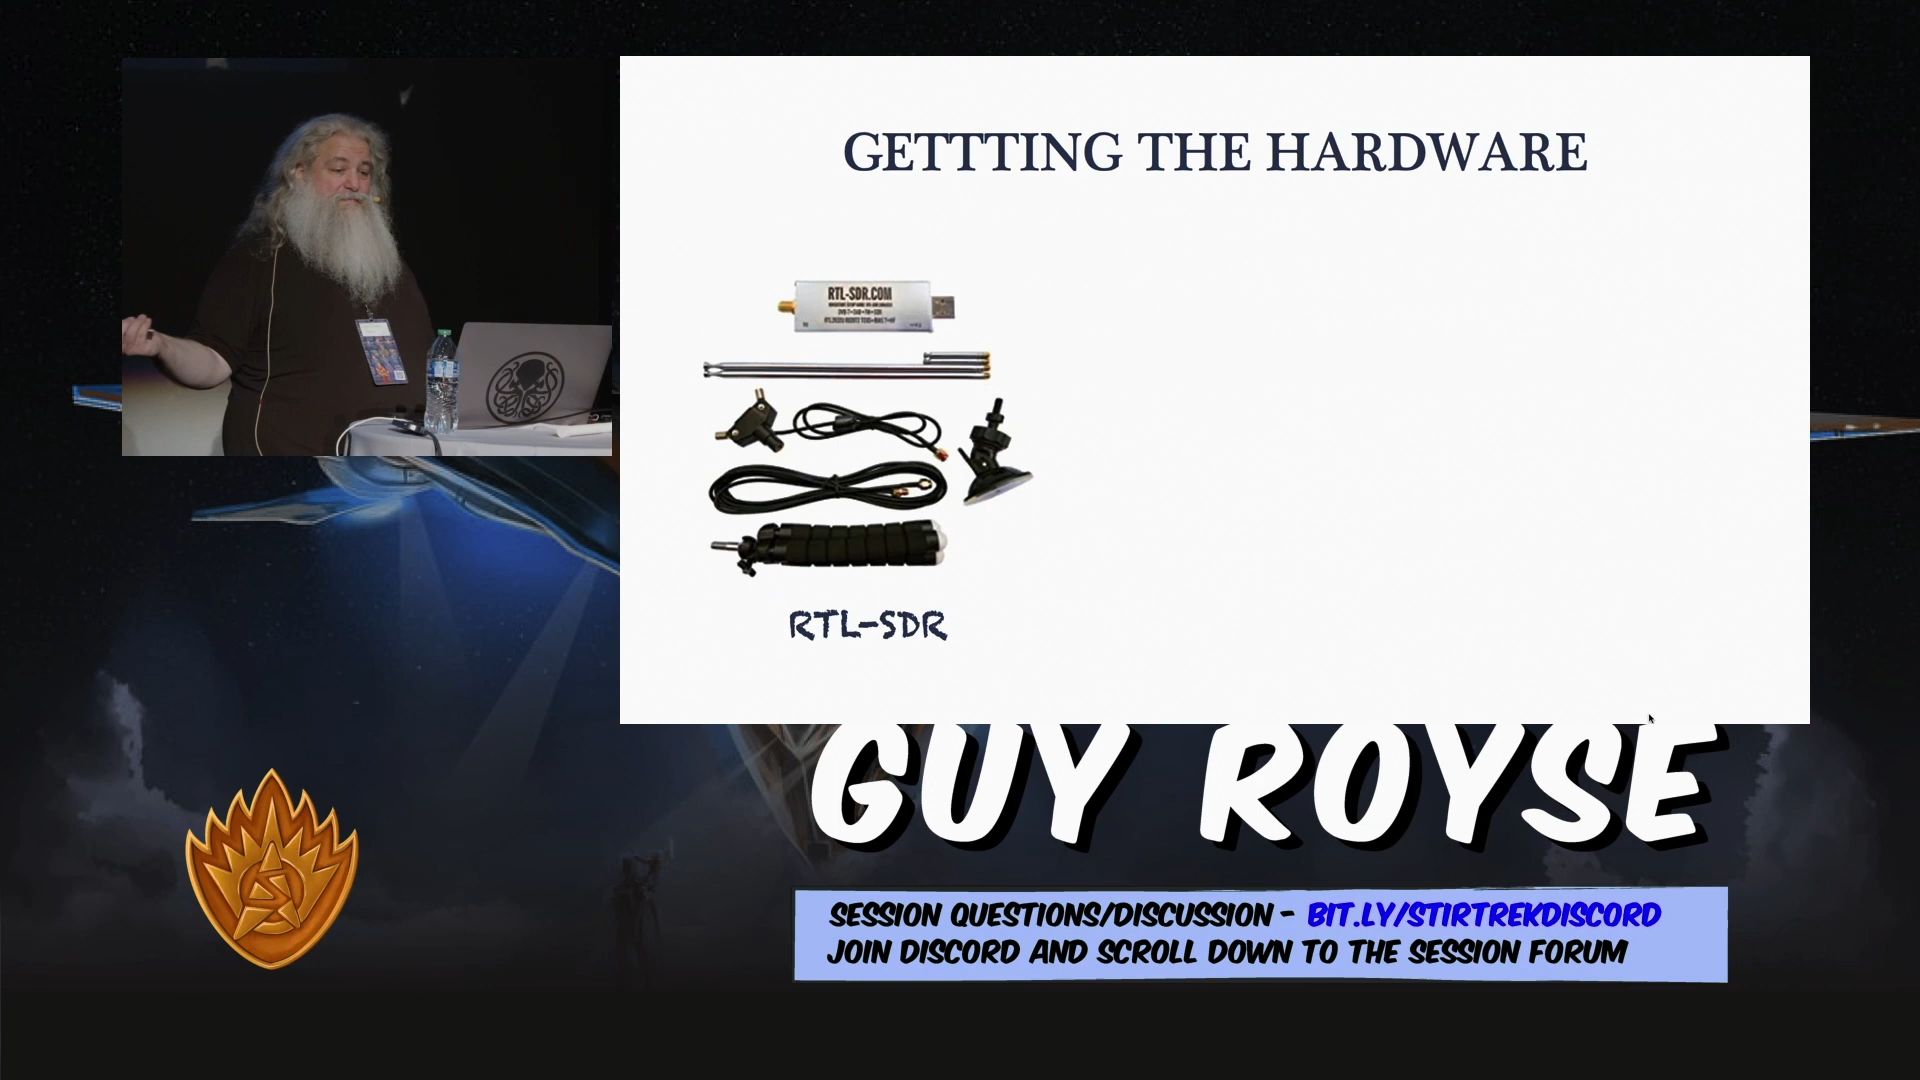 GETTTING THE HARDWARE
RTL-SDR.COM
RTL-SDR
GUY ROYSE
SESSION QUESTIONS/DISCUSSION - BIT.LY/STIRTREKDISCORD
JOIN DISCORD AND SCROLL DOWN TO THE SESSION FORUM